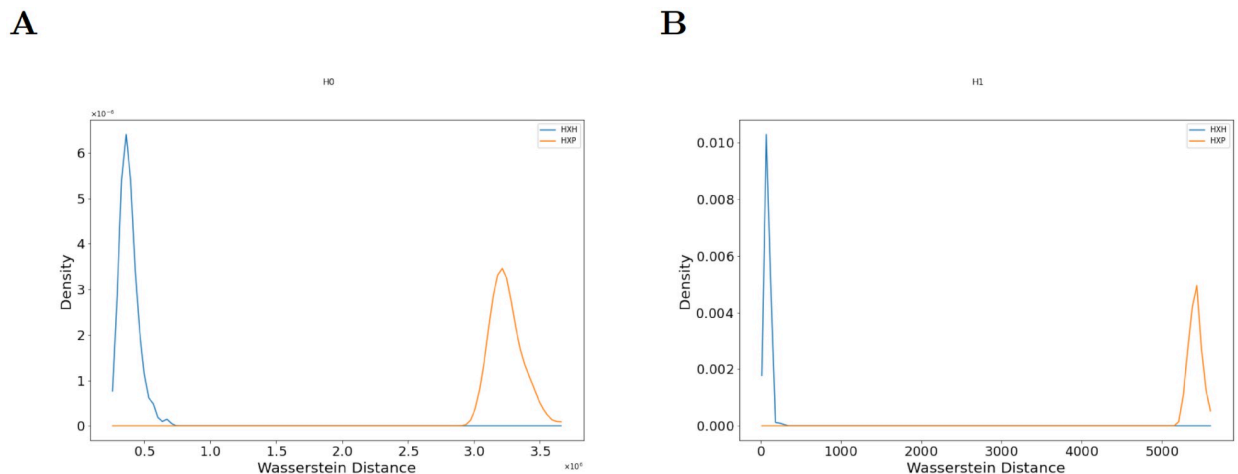 A
H0
×10⁻⁶
HXH
HXP
6
5
4
3
2
1
0
Density
0.5 1.0 1.5 2.0 2.5 3.0 3.5
Wasserstein Distance
×10⁶
B
H1
HXH
HXP
0.010
0.008
0.006
0.004
0.002
0.000
Density
0 1000 2000 3000 4000 5000
Wasserstein Distance